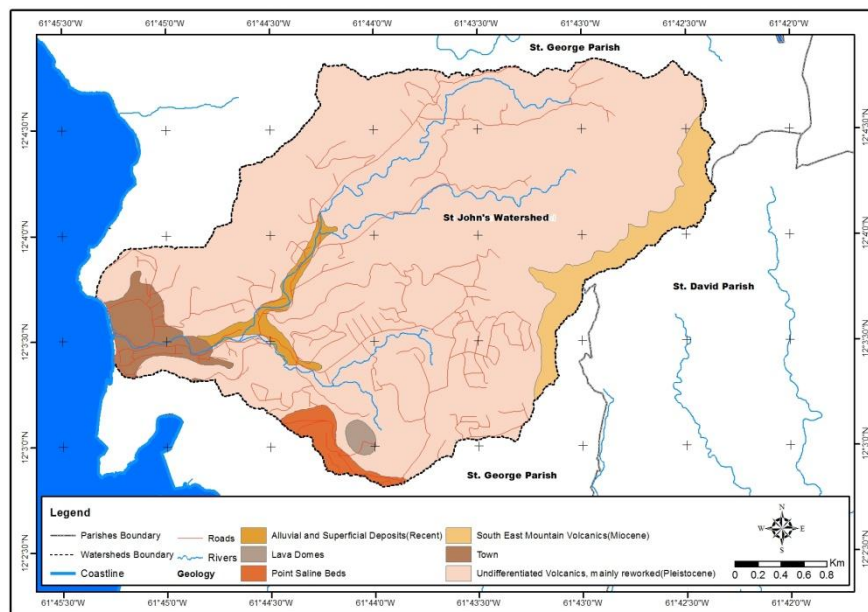 61°45'30"W 61°45'0"W 61°44'30"W 61°44'0"W 61°43'30"W 61°43'0"W 61°42'30"W 61°42'0"W
St. George Parish
12°4'30"N 12°4'30"N
St John's Watershed
12°4'0"N 12°4'0"N
St. David Parish
12°3'30"N 12°3'30"N
12°3'0"N 12°3'0"N
St. George Parish
Legend
Parishes Boundary
Watersheds Boundary
Coastline
Roads
Rivers
Geology
Alluvial and Superficial Deposits(Recent)
Lava Domes
Point Saline Beds
South East Mountain Volcanics(Miocene)
Town
Undifferentiated Volcanics, mainly reworked(Pleistocene)
N
W E
S
Km
0 0.2 0.4 0.6 0.8
12°2'30"N 12°2'30"N
61°45'30"W 61°45'0"W 61°44'30"W 61°44'0"W 61°43'30"W 61°43'0"W 61°42'30"W 61°42'0"W